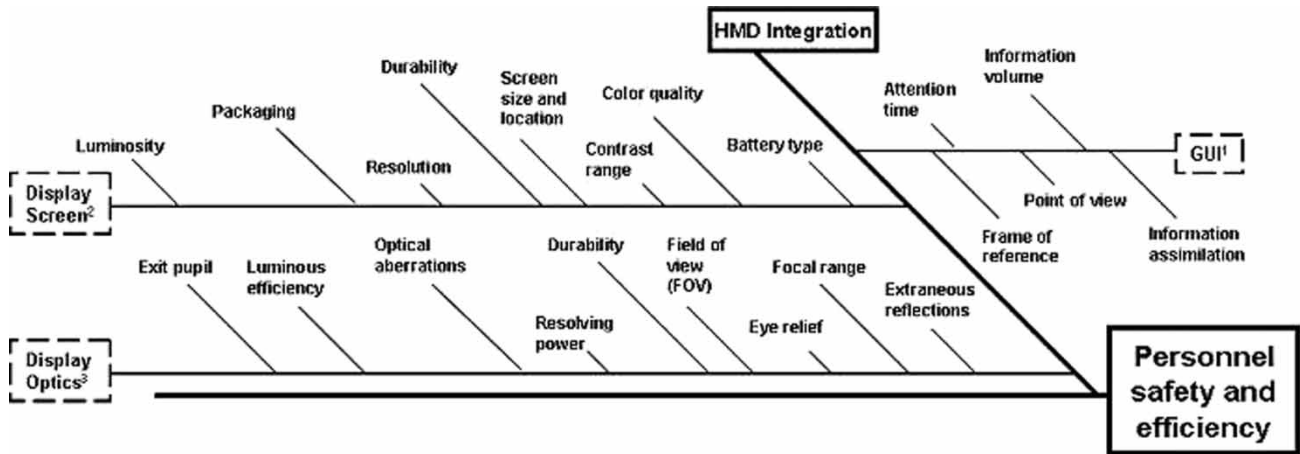 HMD Integration
Information
volume
Durability
Screen
size and
location
Color quality
Attention
time
Packaging
Luminosity
Resolution
Contrast
range
Battery type
GUI¹
Display
Screen²
Point of view
Frame of
reference
Information
assimilation
Exit pupil
Luminous
efficiency
Optical
aberrations
Durability
Field of
view
(FOV)
Focal range
Extraneous
reflections
Resolving
power
Eye relief
Display
Optics³
Personnel
safety and
efficiency